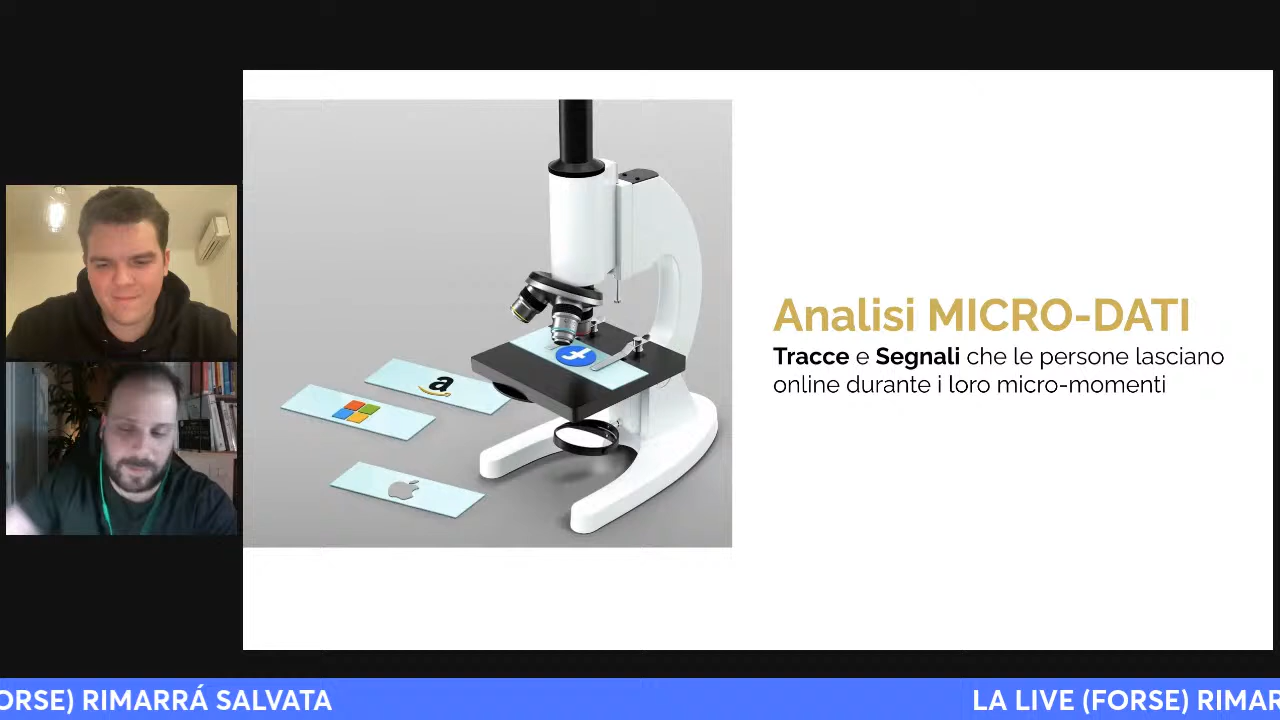 Analisi MICRO-DATI
Tracce e Segnali che le persone lasciano
online durante i loro micro-momenti
ORSE) RIMARRÁ SALVATA
LA LIVE (FORSE) RIMAR